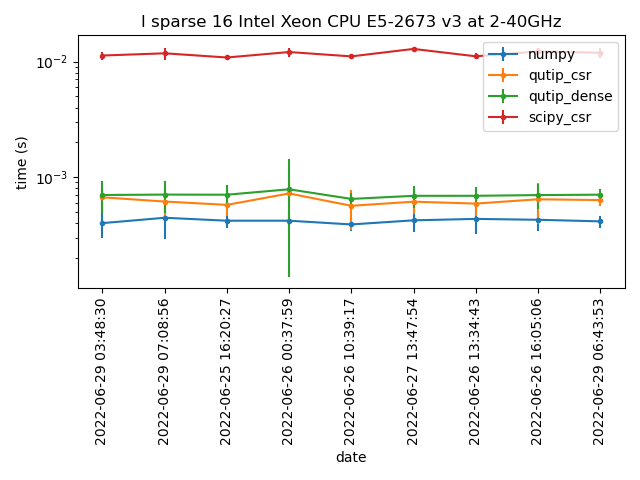 I sparse 16 Intel Xeon CPU E5-2673 v3 at 2-40GHz
time (s)
10⁻²
10⁻³
numpy
qutip_csr
qutip_dense
scipy_csr
2022-06-29 03:48:30
2022-06-29 07:08:56
2022-06-25 16:20:27
2022-06-26 00:37:59
2022-06-26 10:39:17
2022-06-27 13:47:54
2022-06-26 13:34:43
2022-06-26 16:05:06
2022-06-29 06:43:53
date